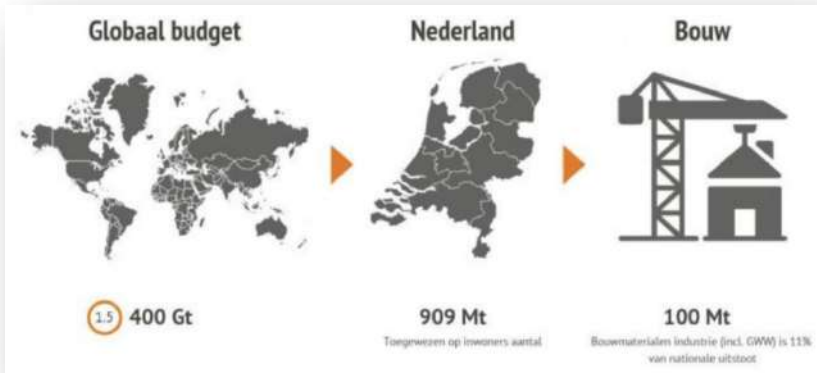 Globaal budget
Nederland
Bouw
1.5 400 Gt
909 Mt
100 Mt
Toegewezen op inwoners aantal
Bouwmaterialen industrie (incl. GWW) is 11%
van nationale uitstoot